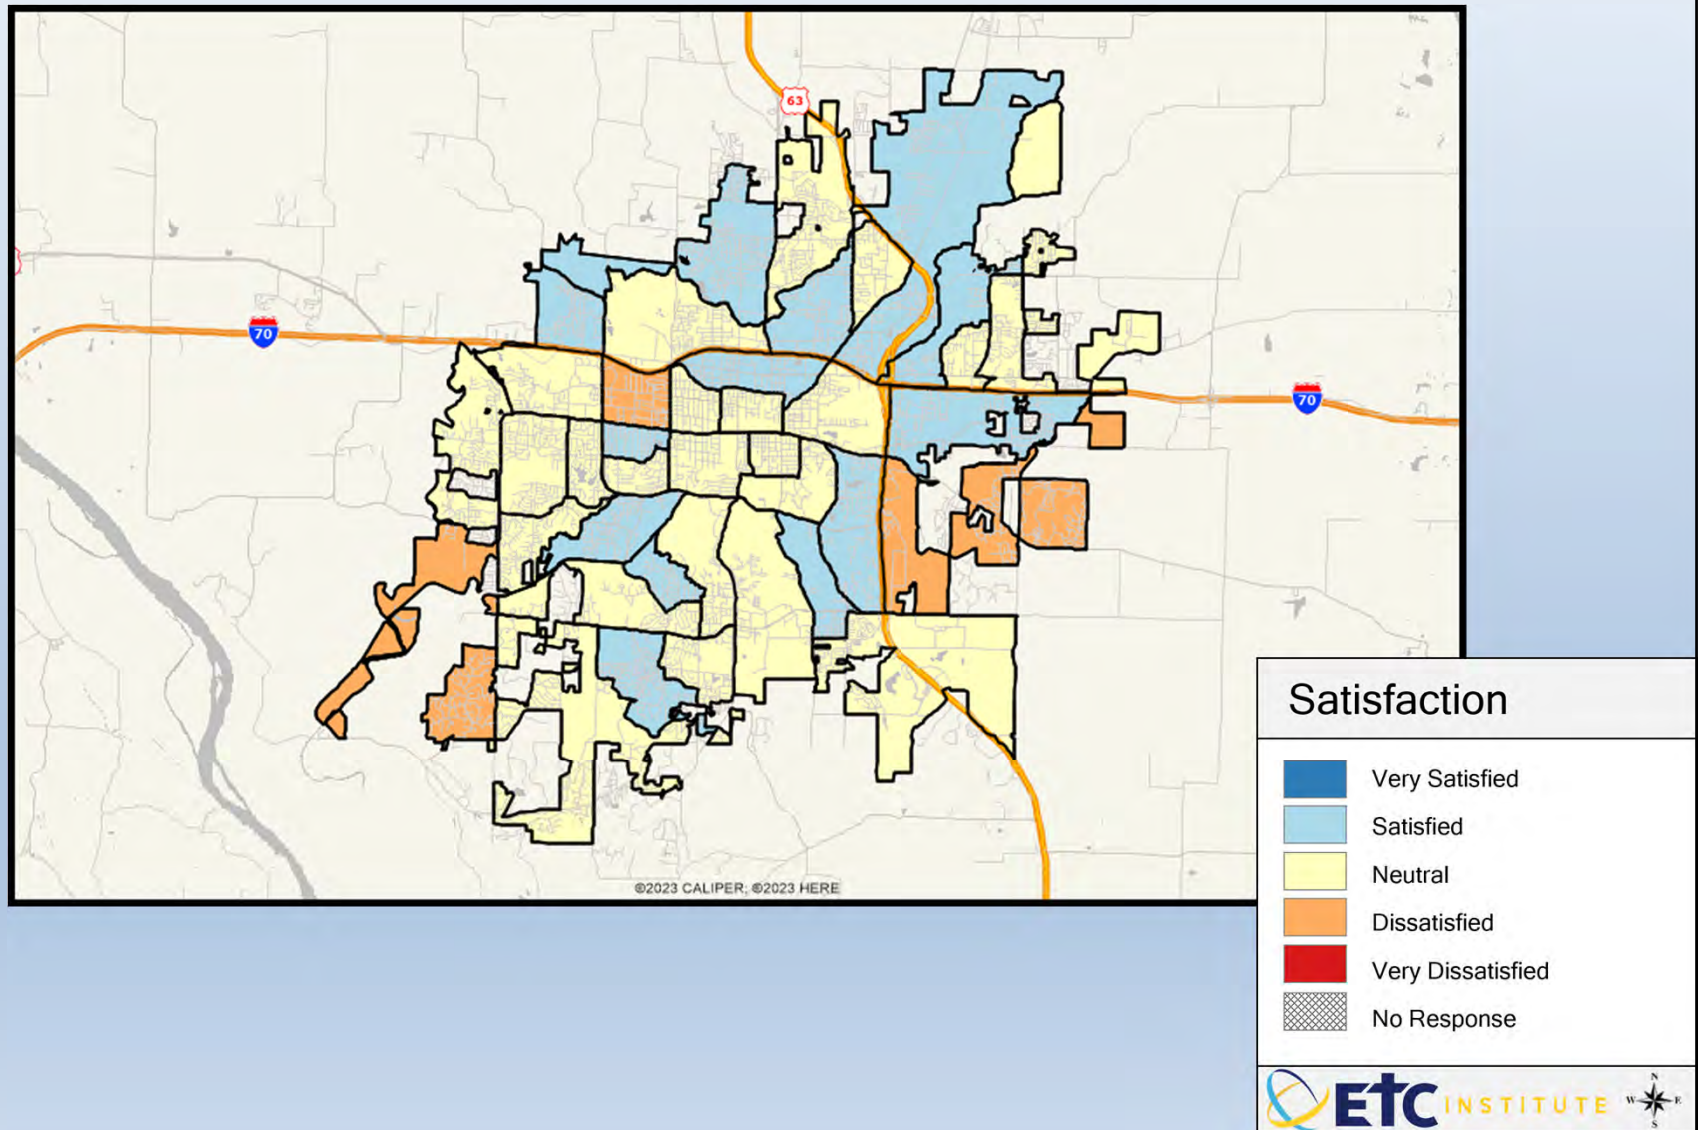 63
70
70
©2023 CALIPER; ©2023 HERE
Satisfaction
Very Satisfied
Satisfied
Neutral
Dissatisfied
Very Dissatisfied
No Response
ETC INSTITUTE
N
W E
S